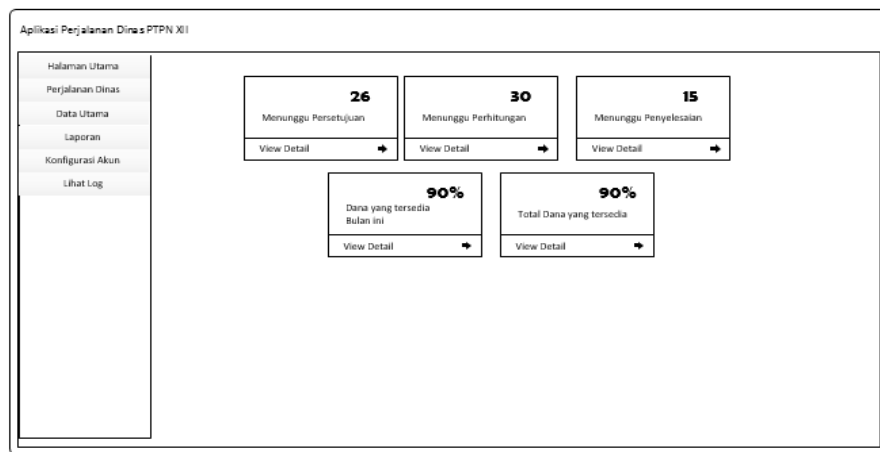 Aplikasi Perjalanan Dinas PTPN XII
Halaman Utama
Perjalanan Dinas
Data Utama
Laporan
Konfigurasi Akun
Lihat Log
26
Menunggu Persetujuan
View Detail
30
Menunggu Perhitungan
View Detail
15
Menunggu Penyelesaian
View Detail
90%
Dana yang tersedia
Bulan ini
View Detail
90%
Total Dana yang tersedia
View Detail